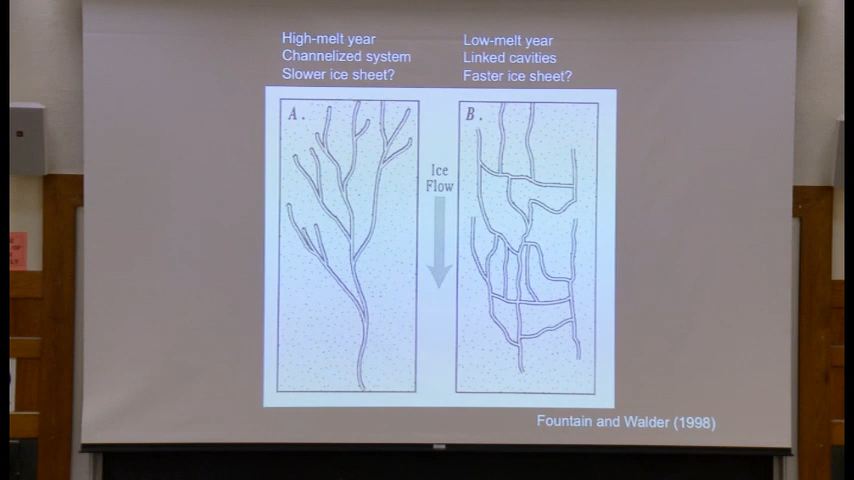 High-melt year
Channelized system
Slower ice sheet?
Low-melt year
Linked cavities
Faster ice sheet?
A.
B.
Ice
Flow
Fountain and Walder (1998)